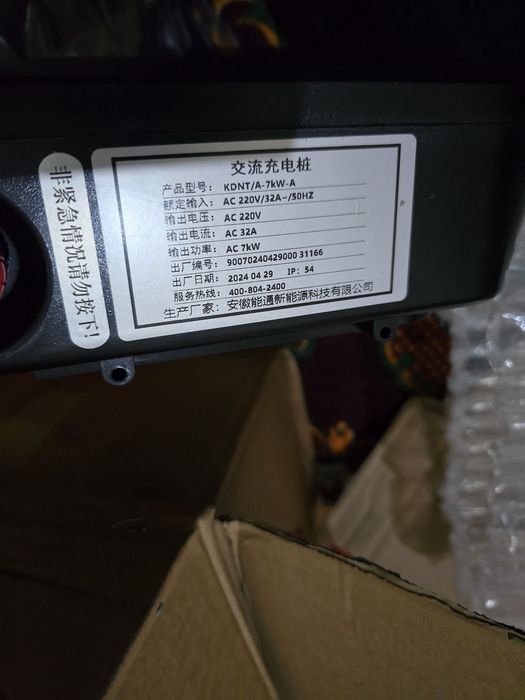 非紧急情况请勿按下!
交流充电桩
产品型号： KDNT/A-7kW-A
额定输入： AC 220V/32A~/50HZ
输出电压： AC 220V
输出电流： AC 32A
输出功率： AC 7kW
出厂编号： 90070240429000 31166
出厂日期： 2024 04 29 IP：54
服务热线： 400-804-2400
生产厂家： 安徽能通新能源科技有限公司